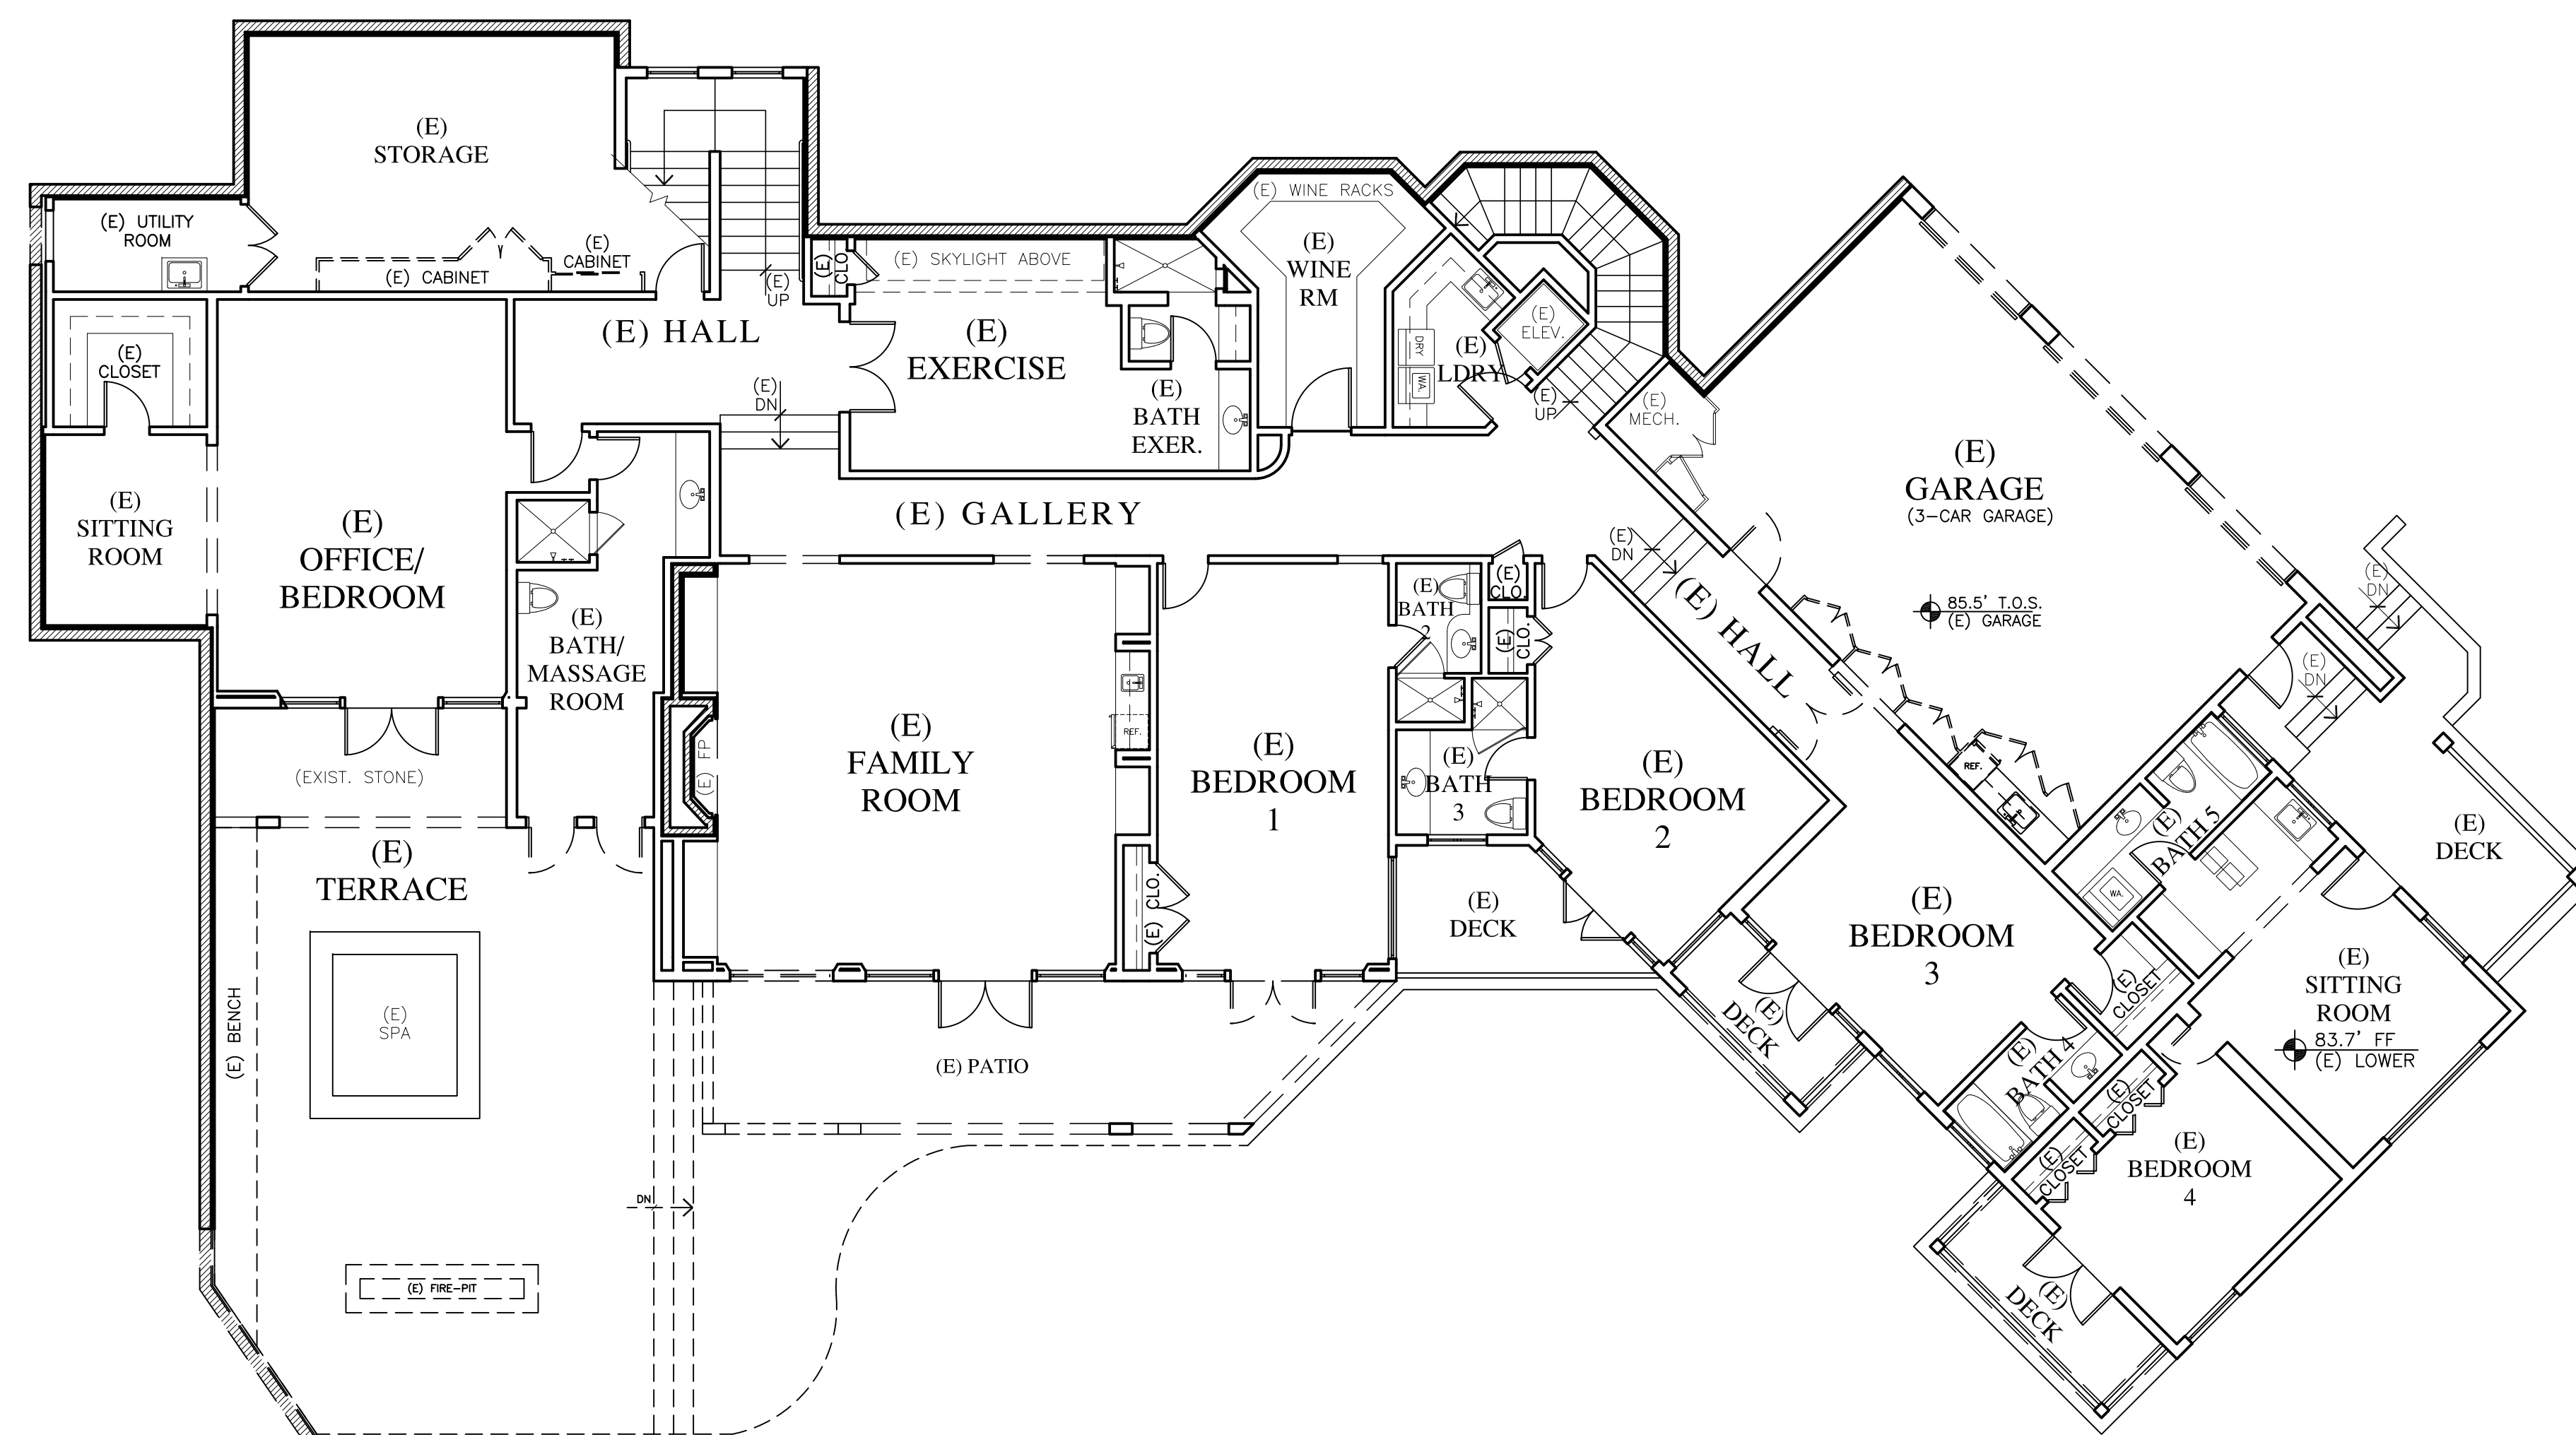 (E)
STORAGE
(E) UTILITY
ROOM
(E) CABINET
(E)
CABINET
(E)
UP
(E)
CLOSET
(E) HALL
(E)
DN
(E)
CLO.
(E) SKYLIGHT ABOVE
(E)
EXERCISE
(E)
BATH
EXER.
(E) WINE RACKS
(E)
WINE
RM
(E)
LDRY
DRY
WA.
(E)
ELEV.
(E)
UP
(E)
MECH.
(E)
GARAGE
(3-CAR GARAGE)
85.5' T.O.S.
(E) GARAGE
(E)
SITTING
ROOM
(E)
OFFICE/
BEDROOM
(E)
BATH/
MASSAGE
ROOM
(E) GALLERY
(E)
DN
(E) HALL
(E)
DN
(E)
DN
(EXIST. STONE)
(E) FP
(E)
FAMILY
ROOM
REF.
(E)
BEDROOM
1
(E) CLO.
(E)
BATH
2
(E)
CLO.
(E)
CLO.
(E)
BATH
3
(E)
BEDROOM
2
REF.
(E)
BATH 5
WA.
(E)
DECK
(E)
TERRACE
(E) BENCH
(E)
SPA
(E)
DECK
(E)
BEDROOM
3
(E)
CLOSET
(E)
SITTING
ROOM
83.7' FF
(E) LOWER
(E) PATIO
(E)
DECK
(E)
BATH 4
(E)
CLOSET
(E)
CLOSET
(E)
BEDROOM
4
DN
(E) FIRE-PIT
(E)
DECK